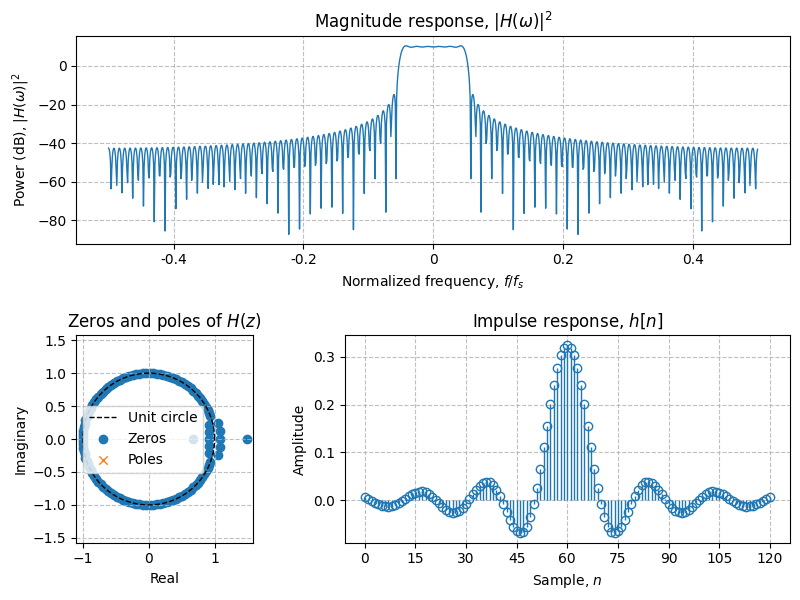 Magnitude response, $|H(\omega)|^2$
Power (dB), $|H(\omega)|^2$
0
−20
−40
−60
−80
-0.4
-0.2
0
0.2
0.4
Normalized frequency, $f/f_s$
Zeros and poles of $H(z)$
Imaginary
1.5
1.0
0.5
0.0
−0.5
−1.0
−1.5
Unit circle
Zeros
Poles
−1
0
1
Real
Impulse response, $h[n]$
Amplitude
0.3
0.2
0.1
0.0
0
15
30
45
60
75
90
105
120
Sample, $n$